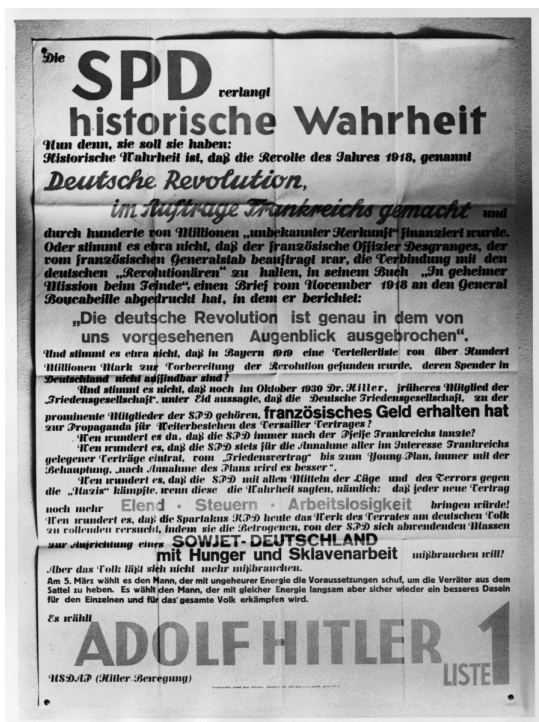 Die
SPD verlangt
historische Wahrheit
Nun denn, sie soll sie haben:
Historische Wahrheit ist, daß die Revolte des Jahres 1918, genannt
Deutsche Revolution,
im Auftrage Frankreichs gemacht und
durch hunderte von Millionen „unbekannter Herkunft" finanziert wurde.
Oder stimmt es etwa nicht, daß der französische Offizier Desgranges, der
vom französischen Generalstab beauftragt war, die Verbindung mit den
deutschen „Revolutionären" zu halten, in seinem Buch „In geheimer
Mission beim Feinde", einen Brief vom November 1918 an den General
Boucabeille abgedruckt hat, in dem er berichtet:
„Die deutsche Revolution ist genau in dem von
uns vorgesehenen Augenblick ausgebrochen".
Und stimmt es etwa nicht, daß in Bayern 1919 eine Verteilerliste von über Hundert
Millionen Mark zur Vorbereitung der Revolution gefunden wurde, deren Spender in
Deutschland nicht auffindbar sind?
Und stimmt es nicht, daß noch im Oktober 1930 Dr. Hiller, früheres Mitglied der
„Friedensgesellschaft", unter Eid aussagte, daß die Deutsche Friedensgesellschaft, zu der
prominente Mitglieder der SPD gehören, französisches Geld erhalten hat
zur Propaganda für Weiterbestehen des Versailler Vertrages?
Wen wundert es da, daß die SPD immer nach der Pfeife Frankreichs tanzte?
Wen wundert es, daß die SPD stets für die Annahme aller im Interesse Frankreichs
gelegener Verträge eintrat, vom „Friedensvertrag" bis zum Young-Plan, immer mit der
Behauptung, „nach Annahme des Plans wird es besser".
Wen wundert es, daß die SPD mit allen Mitteln der Lüge und des Terrors gegen
die „Nazis" kämpfte, wenn diese die Wahrheit sagten, nämlich: daß jeder neue Vertrag
noch mehr Elend · Steuern · Arbeitslosigkeit bringen würde!
Wen wundert es, daß die Spartakus KPD heute das Werk des Verrates am deutschen Volk
zu vollenden versucht, indem sie die Betrogenen, von der SPD sich abwendenden Massen
zur Aufrichtung eines SOWJET-DEUTSCHLAND
mit Hunger und Sklavenarbeit mißbrauchen will?
Aber das Volk läßt sich nicht mehr mißbrauchen.
Am 5. März wählt es den Mann, der mit ungeheurer Energie die Voraussetzungen schuf, um die Verräter aus dem
Sattel zu heben. Es wählt den Mann, der mit gleicher Energie langsam aber sicher wieder ein besseres Dasein
für den Einzelnen und für das gesamte Volk erkämpfen wird.
Es wählt
ADOLF HITLER
LISTE 1
NSDAP (Hitler-Bewegung)